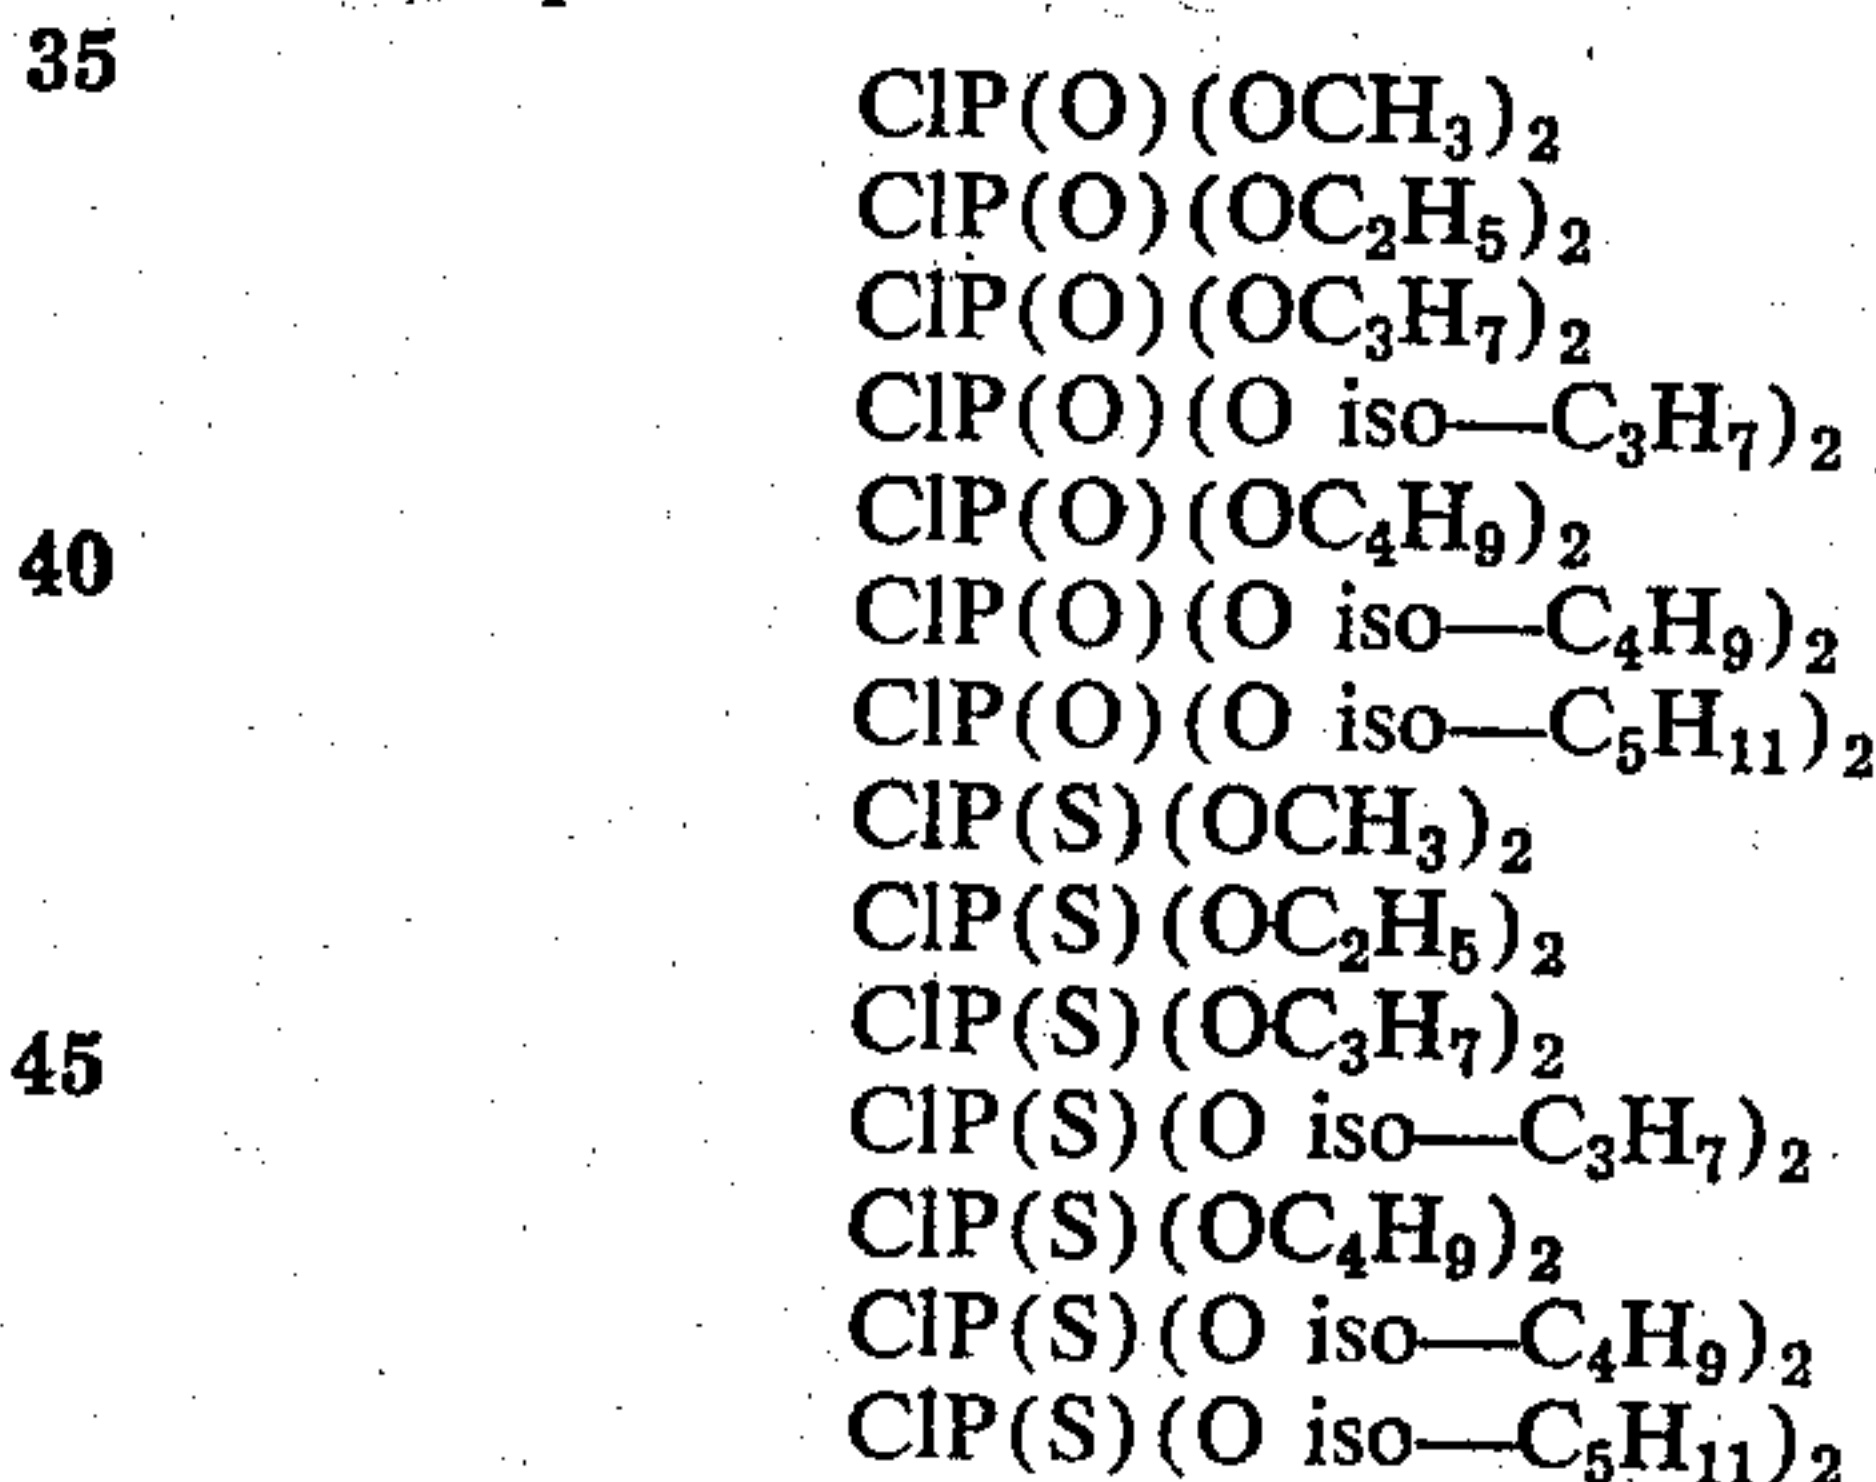 35
ClP(O)(OCH₃)₂
ClP(O)(OC₂H₅)₂
ClP(O)(OC₃H₇)₂
ClP(O)(O iso—C₃H₇)₂
ClP(O)(OC₄H₉)₂
40
ClP(O)(O iso—C₄H₉)₂
ClP(O)(O iso—C₅H₁₁)₂
ClP(S)(OCH₃)₂
ClP(S)(OC₂H₅)₂
ClP(S)(OC₃H₇)₂
45
ClP(S)(O iso—C₃H₇)₂
ClP(S)(OC₄H₉)₂
ClP(S)(O iso—C₄H₉)₂
ClP(S)(O iso—C₅H₁₁)₂